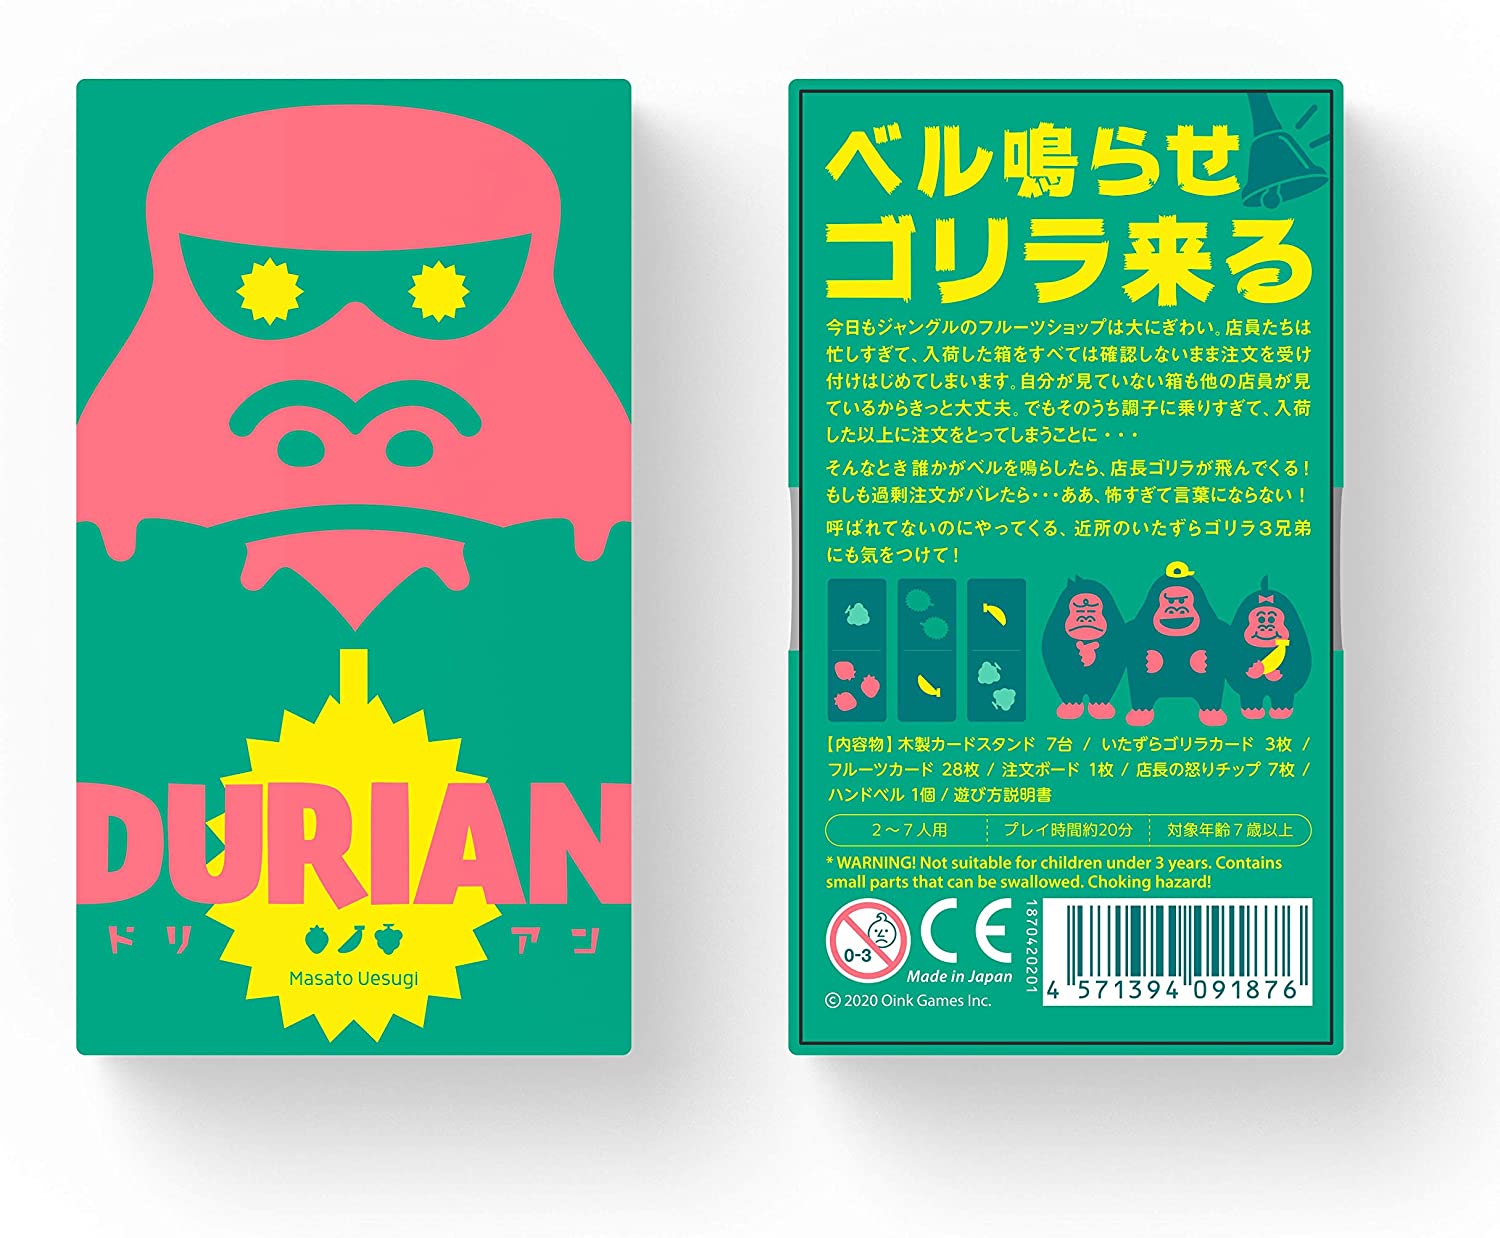 DURIAN
ドリアン
Masato Uesugi
ベル鳴らせ
ゴリラ来る
今日もジャングルのフルーツショップは大にぎわい。店員たちは
忙しすぎて、入荷した箱をすべては確認しないまま注文を受け
付けはじめてしまいます。自分が見ていない箱も他の店員が見
ているからきっと大丈夫。でもそのうち調子に乗りすぎて、入荷
した以上に注文をとってしまうことに・・・
そんなとき誰かがベルを鳴らしたら、店長ゴリラが飛んでくる！
もしも過剰注文がバレたら・・・ああ、怖すぎて言葉にならない！
呼ばれてないのにやってくる、近所のいたずらゴリラ３兄弟
にも気をつけて！
【内容物】木製カードスタンド 7台 / いたずらゴリラカード 3枚 /
フルーツカード 28枚 / 注文ボード 1枚 / 店長の怒りチップ 7枚 /
ハンドベル 1個 / 遊び方説明書
２～７人用 プレイ時間約20分 対象年齢７歳以上
* WARNING! Not suitable for children under 3 years. Contains
small parts that can be swallowed. Choking hazard!
0-3
CE
Made in Japan
© 2020 Oink Games Inc.
1870420201
4 571394 091876